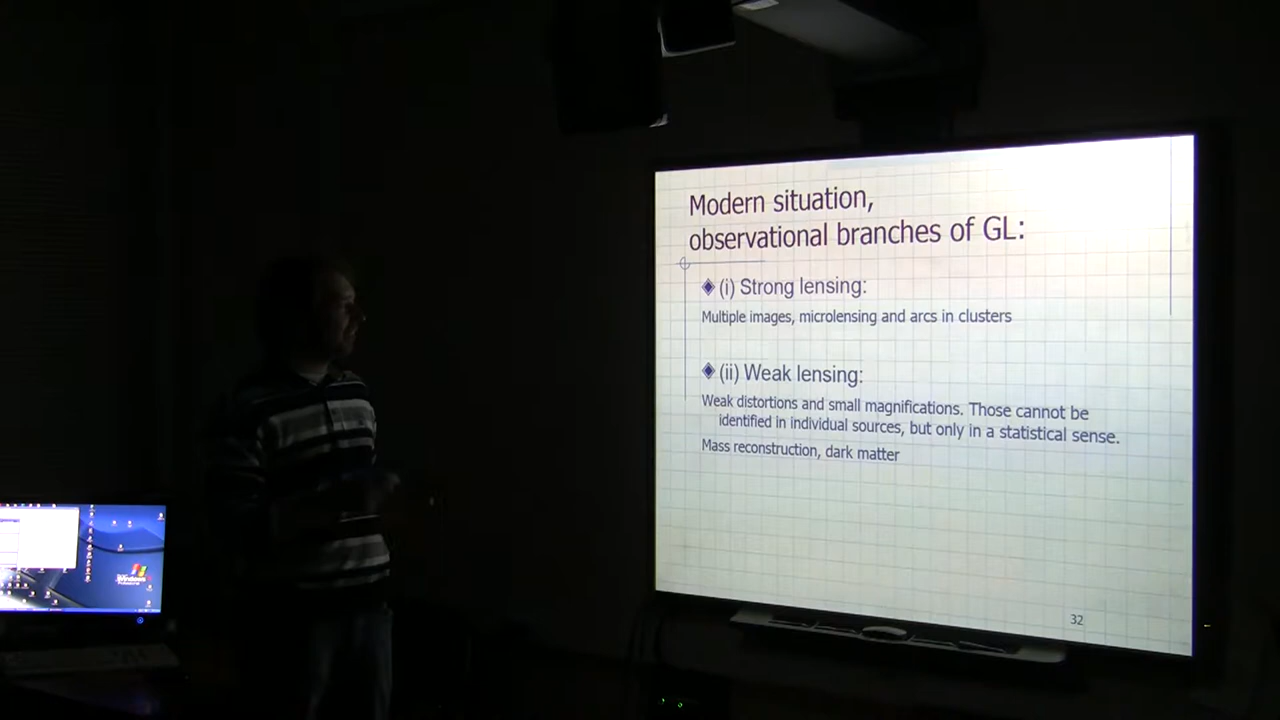 Modern situation,
observational branches of GL:
(i) Strong lensing:
Multiple images, microlensing and arcs in clusters
(ii) Weak lensing:
Weak distortions and small magnifications. Those cannot be
identified in individual sources, but only in a statistical sense.
Mass reconstruction, dark matter
32
Windows